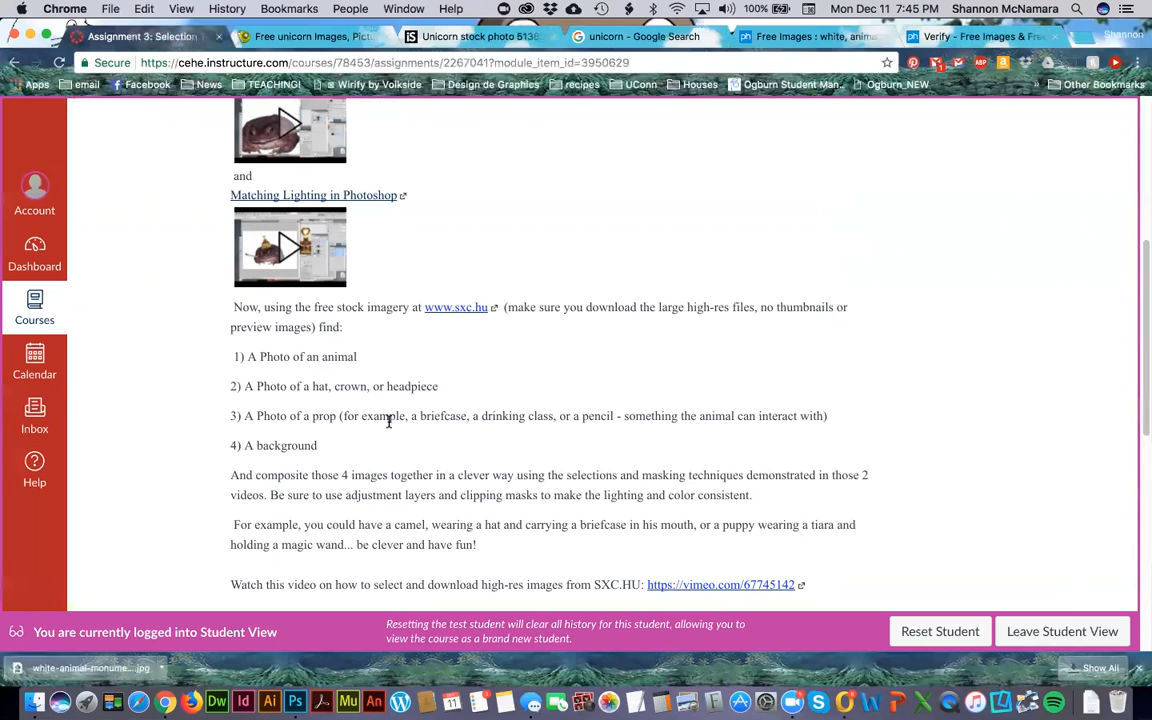 Chrome File Edit View History Bookmarks People Window Help 100% Mon Dec 11 7:45 PM Shannon McNamara
Assignment 3: Selection T Free unicorn Images, Pictu Unicorn stock photo 51385 unicorn - Google Search Free Images : white, animal Verify - Free Images & Free Shannon
Secure https://cehe.instructure.com/courses/78453/assignments/2267041?module_item_id=3950629
Apps email Facebook News TEACHING! Wirify by Volkside Design de Graphics recipes UConn Houses Ogburn Student Man.. Ogburn_NEW Other Bookmarks
and
Matching Lighting in Photoshop
Now, using the free stock imagery at www.sxc.hu (make sure you download the large high-res files, no thumbnails or
preview images) find:
1) A Photo of an animal
2) A Photo of a hat, crown, or headpiece
3) A Photo of a prop (for example, a briefcase, a drinking class, or a pencil - something the animal can interact with)
4) A background
And composite those 4 images together in a clever way using the selections and masking techniques demonstrated in those 2
videos. Be sure to use adjustment layers and clipping masks to make the lighting and color consistent.
For example, you could have a camel, wearing a hat and carrying a briefcase in his mouth, or a puppy wearing a tiara and
holding a magic wand... be clever and have fun!
Watch this video on how to select and download high-res images from SXC.HU: https://vimeo.com/67745142
Account
Dashboard
Courses
Calendar
Inbox
Help
You are currently logged into Student View
Resetting the test student will clear all history for this student, allowing you to
view the course as a brand new student.
Reset Student Leave Student View
white-animal-monume....jpg Show All
Dw Id Ai Ps Mu An